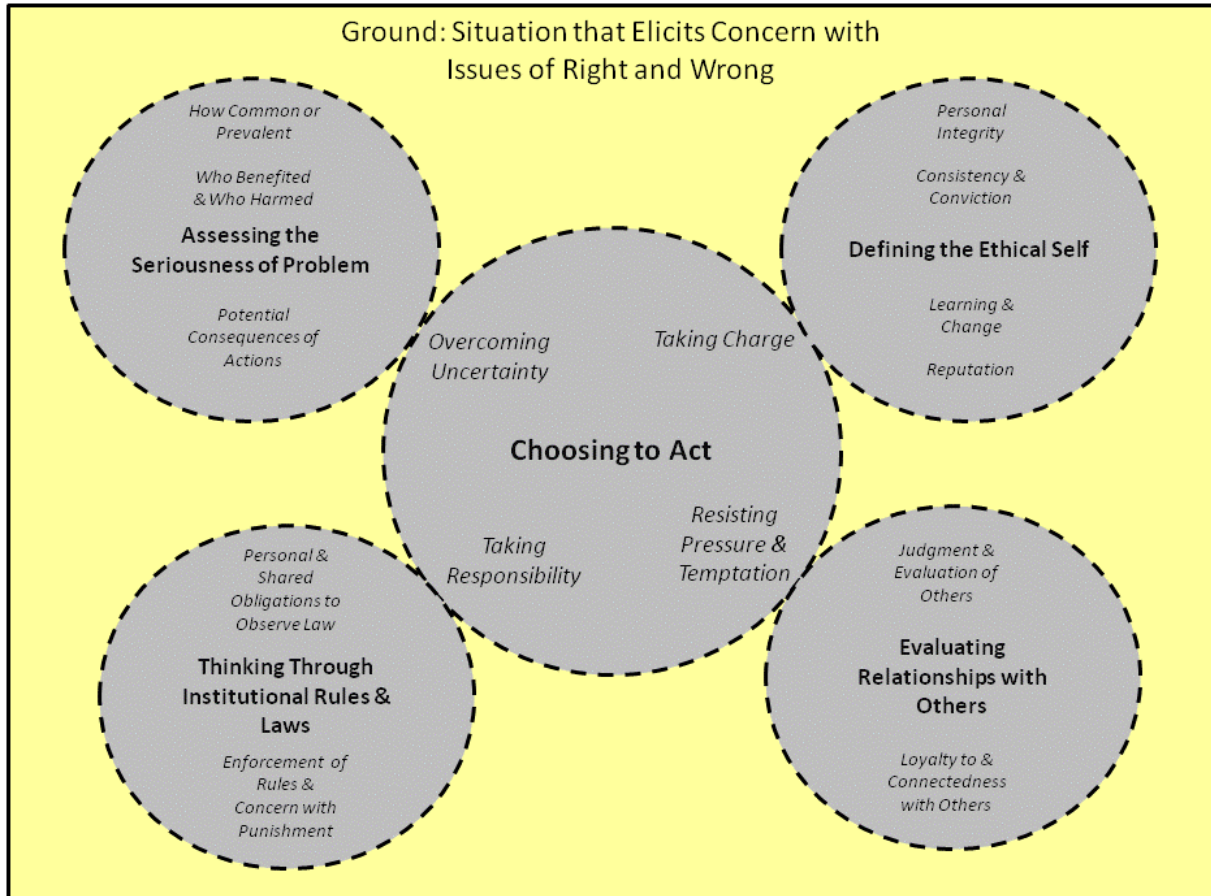 Ground: Situation that Elicits Concern with
Issues of Right and Wrong
How Common or
Prevalent
Who Benefited
& Who Harmed
Assessing the
Seriousness of Problem
Potential
Consequences of
Actions
Personal
Integrity
Consistency &
Conviction
Defining the Ethical Self
Learning &
Change
Reputation
Overcoming
Uncertainty
Taking Charge
Choosing to Act
Taking
Responsibility
Resisting
Pressure &
Temptation
Personal &
Shared
Obligations to
Observe Law
Thinking Through
Institutional Rules &
Laws
Enforcement of
Rules &
Concern with
Punishment
Judgment &
Evaluation of
Others
Evaluating
Relationships with
Others
Loyalty to &
Connectedness
with Others